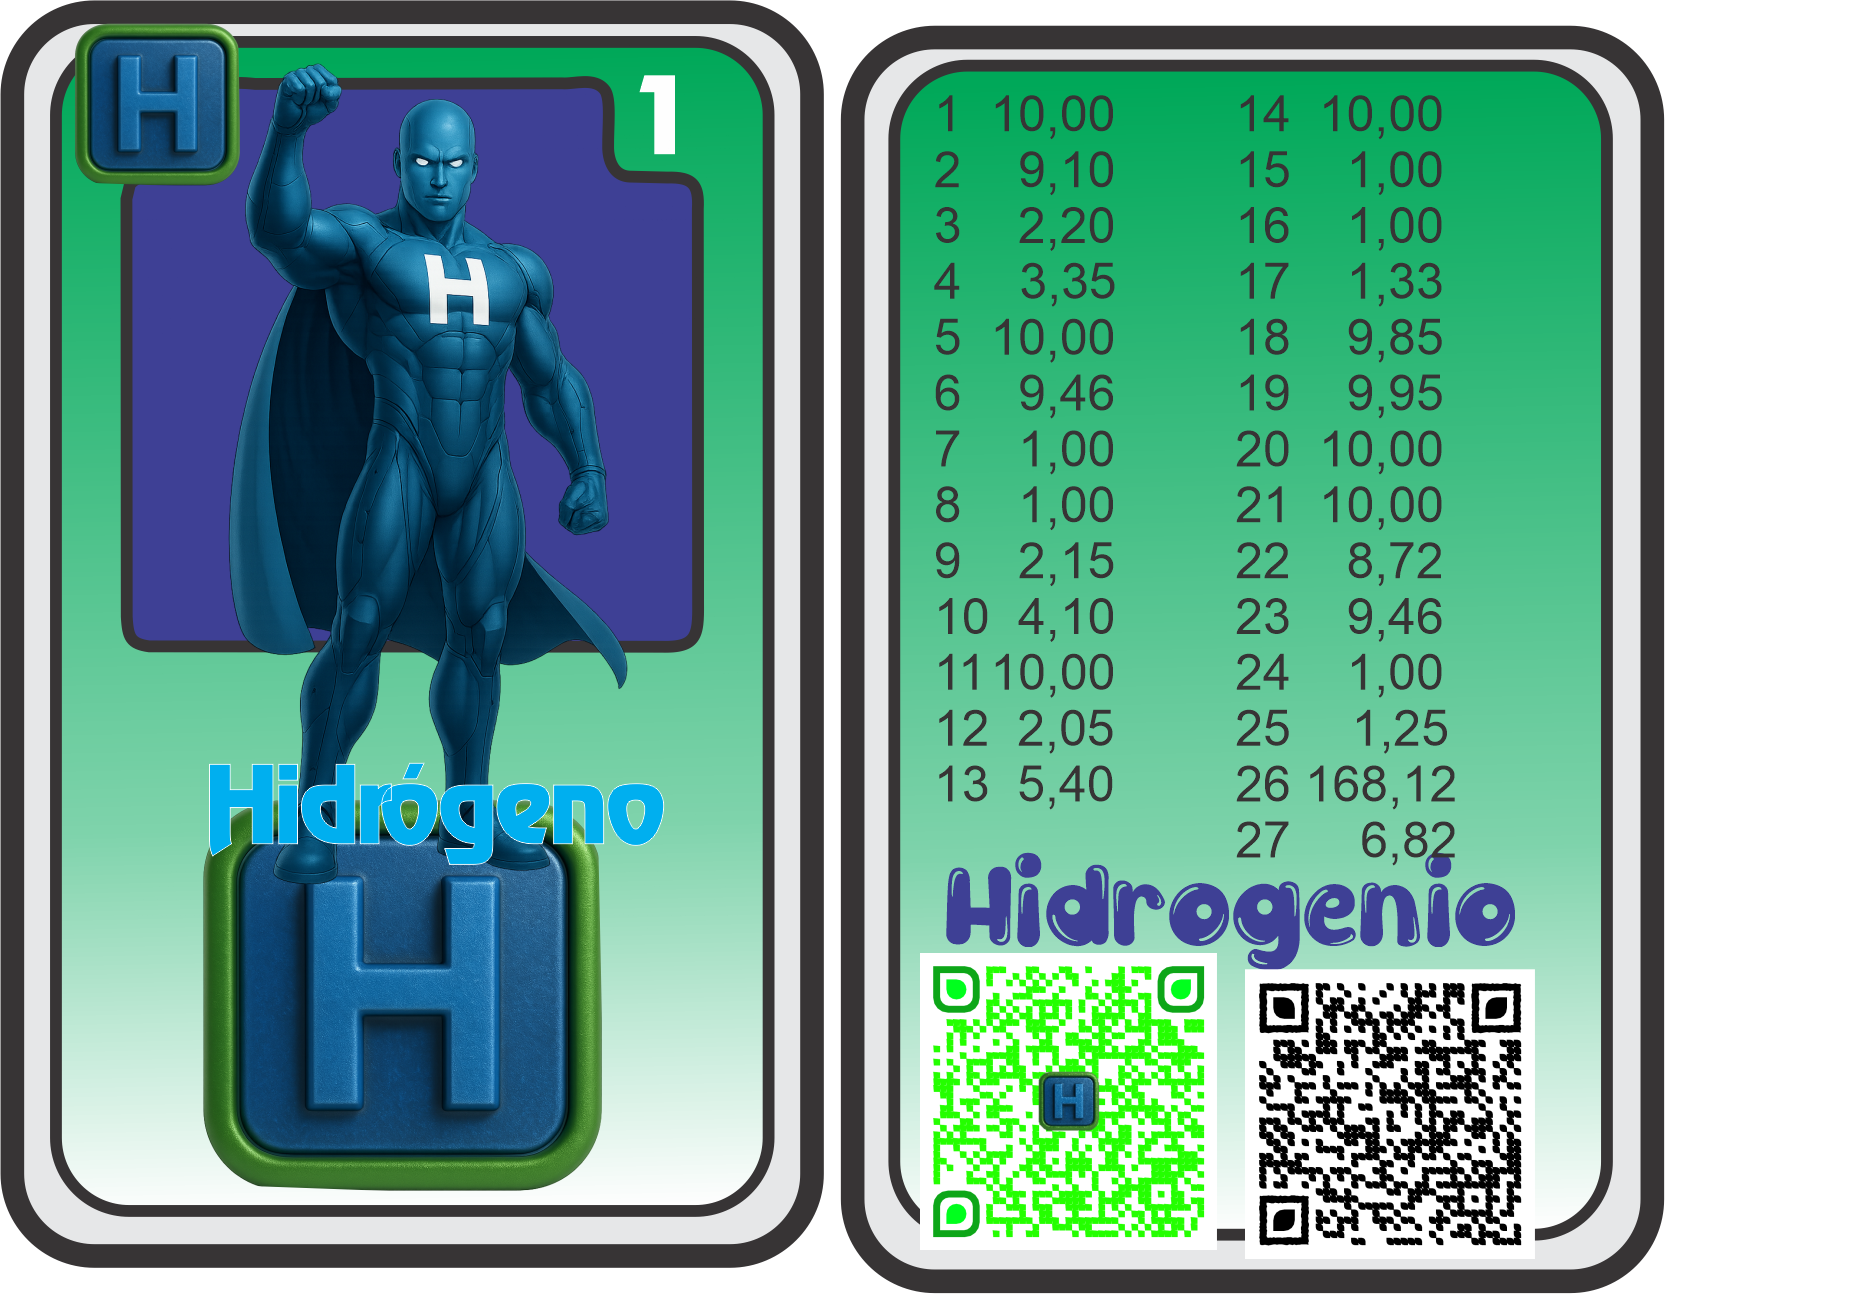 H
1
H
Hidrógeno
H
1 10,00 14 10,00
2 9,10 15 1,00
3 2,20 16 1,00
4 3,35 17 1,33
5 10,00 18 9,85
6 9,46 19 9,95
7 1,00 20 10,00
8 1,00 21 10,00
9 2,15 22 8,72
10 4,10 23 9,46
11 10,00 24 1,00
12 2,05 25 1,25
13 5,40 26 168,12
27 6,82
Hidrogenio
H